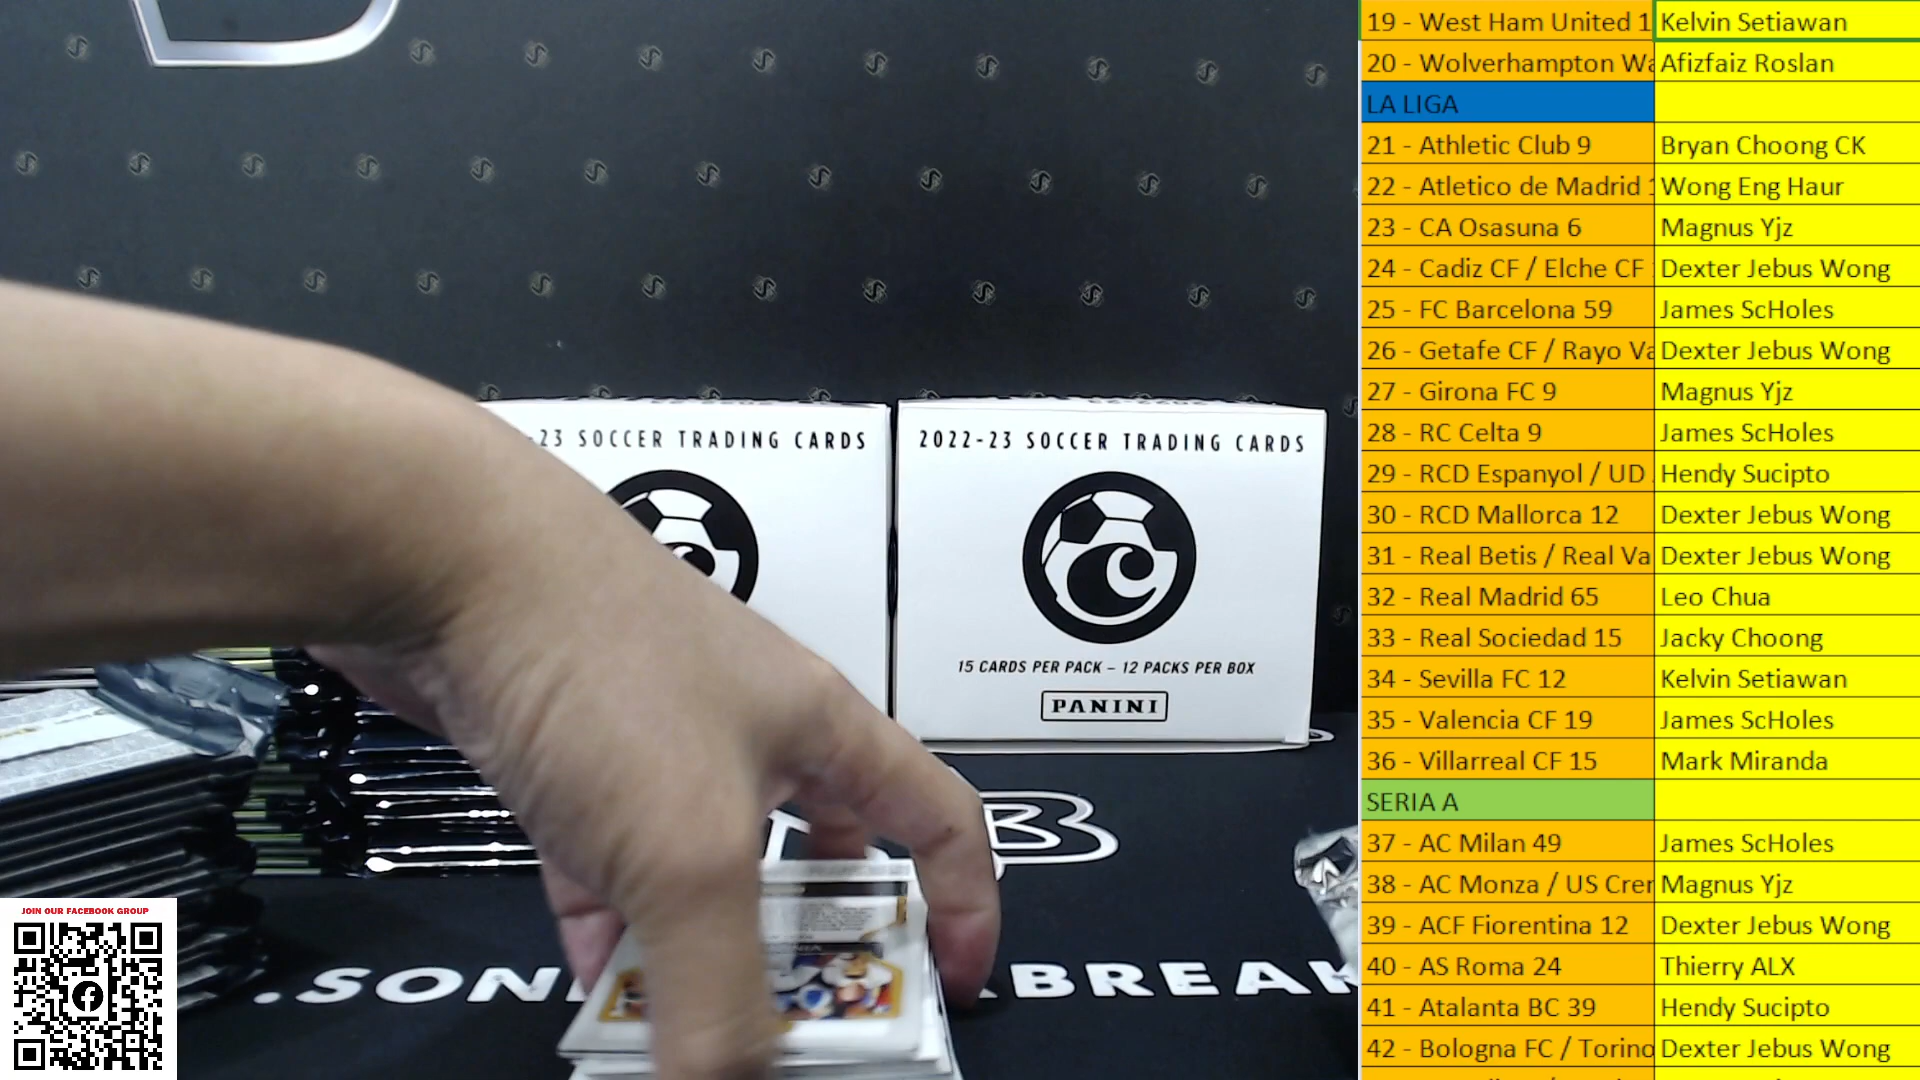 -23 SOCCER TRADING CARDS
2022-23 SOCCER TRADING CARDS
15 CARDS PER PACK – 12 PACKS PER BOX
PANINI
.SON
BREAK
JOIN OUR FACEBOOK GROUP
19 - West Ham United 1 Kelvin Setiawan
20 - Wolverhampton Wa Afizfaiz Roslan
LA LIGA
21 - Athletic Club 9 Bryan Choong CK
22 - Atletico de Madrid 1 Wong Eng Haur
23 - CA Osasuna 6 Magnus Yjz
24 - Cadiz CF / Elche CF Dexter Jebus Wong
25 - FC Barcelona 59 James ScHoles
26 - Getafe CF / Rayo Va Dexter Jebus Wong
27 - Girona FC 9 Magnus Yjz
28 - RC Celta 9 James ScHoles
29 - RCD Espanyol / UD Hendy Sucipto
30 - RCD Mallorca 12 Dexter Jebus Wong
31 - Real Betis / Real Va Dexter Jebus Wong
32 - Real Madrid 65 Leo Chua
33 - Real Sociedad 15 Jacky Choong
34 - Sevilla FC 12 Kelvin Setiawan
35 - Valencia CF 19 James ScHoles
36 - Villarreal CF 15 Mark Miranda
SERIA A
37 - AC Milan 49 James ScHoles
38 - AC Monza / US Crer Magnus Yjz
39 - ACF Fiorentina 12 Dexter Jebus Wong
40 - AS Roma 24 Thierry ALX
41 - Atalanta BC 39 Hendy Sucipto
42 - Bologna FC / Torino Dexter Jebus Wong